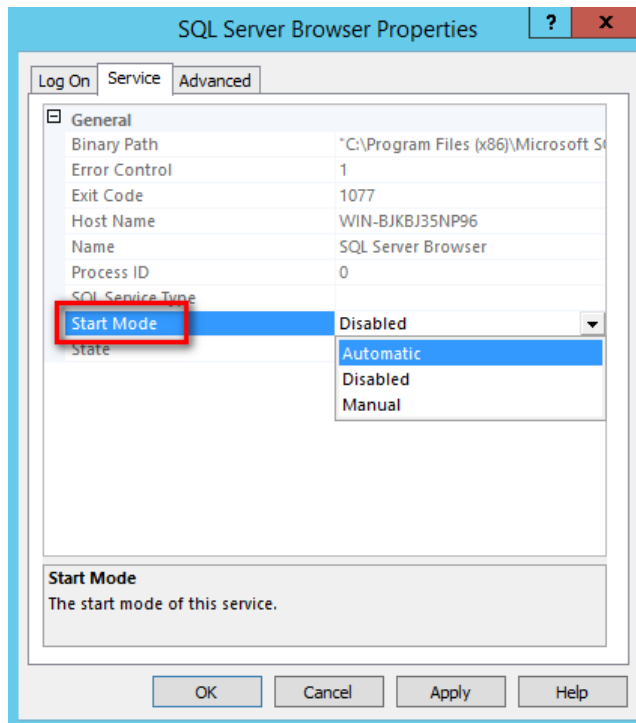 SQL Server Browser Properties
? x
Log On Service Advanced
General
Binary Path "C:\Program Files (x86)\Microsoft S
Error Control 1
Exit Code 1077
Host Name WIN-BJKBJ35NP96
Name SQL Server Browser
Process ID 0
SQL Service Type
Start Mode Disabled
State Automatic
Disabled
Manual
Start Mode
The start mode of this service.
OK Cancel Apply Help